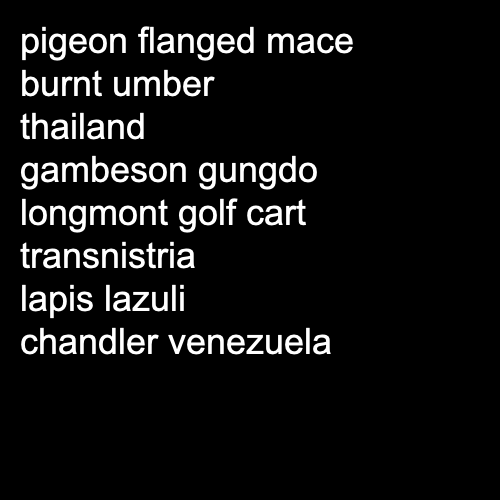 pigeon flanged mace
burnt umber
thailand
gambeson gungdo
longmont golf cart
transnistria
lapis lazuli
chandler venezuela